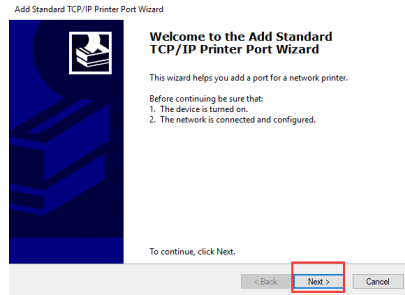 Add Standard TCP/IP Printer Port Wizard
Welcome to the Add Standard
TCP/IP Printer Port Wizard
This wizard helps you add a port for a network printer.
Before continuing be sure that:
1. The device is turned on.
2. The network is connected and configured.
To continue, click Next.
< Back Next > Cancel